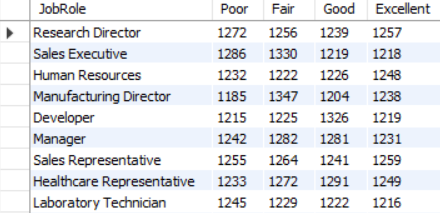 JobRole Poor Fair Good Excellent
Research Director 1272 1256 1239 1257
Sales Executive 1286 1330 1219 1218
Human Resources 1232 1222 1226 1248
Manufacturing Director 1185 1347 1204 1238
Developer 1215 1225 1326 1219
Manager 1242 1282 1281 1231
Sales Representative 1255 1264 1241 1259
Healthcare Representative 1233 1272 1291 1249
Laboratory Technician 1245 1229 1222 1216